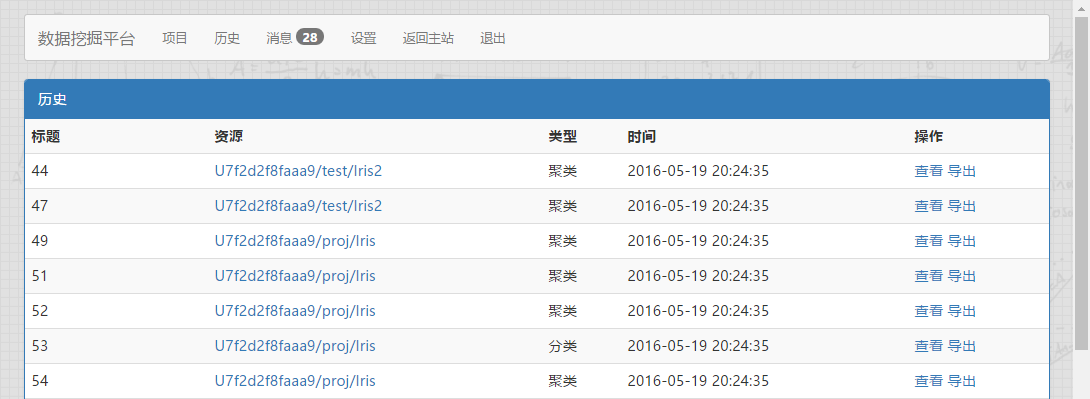 数据挖掘平台 项目 历史 消息 28 设置 返回主站 退出
历史
标题 资源 类型 时间 操作
44 U7f2d2f8faaa9/test/Iris2 聚类 2016-05-19 20:24:35 查看 导出
47 U7f2d2f8faaa9/test/Iris2 聚类 2016-05-19 20:24:35 查看 导出
49 U7f2d2f8faaa9/proj/Iris 聚类 2016-05-19 20:24:35 查看 导出
51 U7f2d2f8faaa9/proj/Iris 聚类 2016-05-19 20:24:35 查看 导出
52 U7f2d2f8faaa9/proj/Iris 聚类 2016-05-19 20:24:35 查看 导出
53 U7f2d2f8faaa9/proj/Iris 分类 2016-05-19 20:24:35 查看 导出
54 U7f2d2f8faaa9/proj/Iris 聚类 2016-05-19 20:24:35 查看 导出